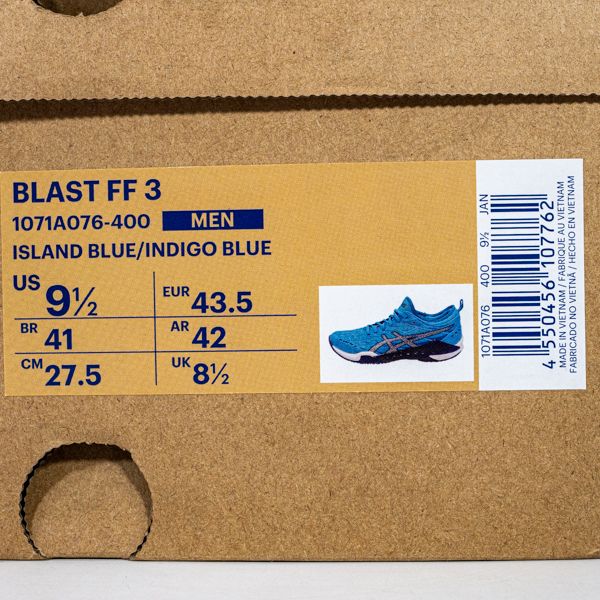 BLAST FF 3
1071A076-400 MEN
ISLAND BLUE/INDIGO BLUE
US 9½ EUR 43.5
BR 41 AR 42
CM 27.5 UK 8½
1071A076 400 9½ JAN
4 550456 107762
MADE IN VIETNAM / FABRIQUE AU VIETNAM
FABRICADO NO VIETNÃ / HECHO EN VIETNAM